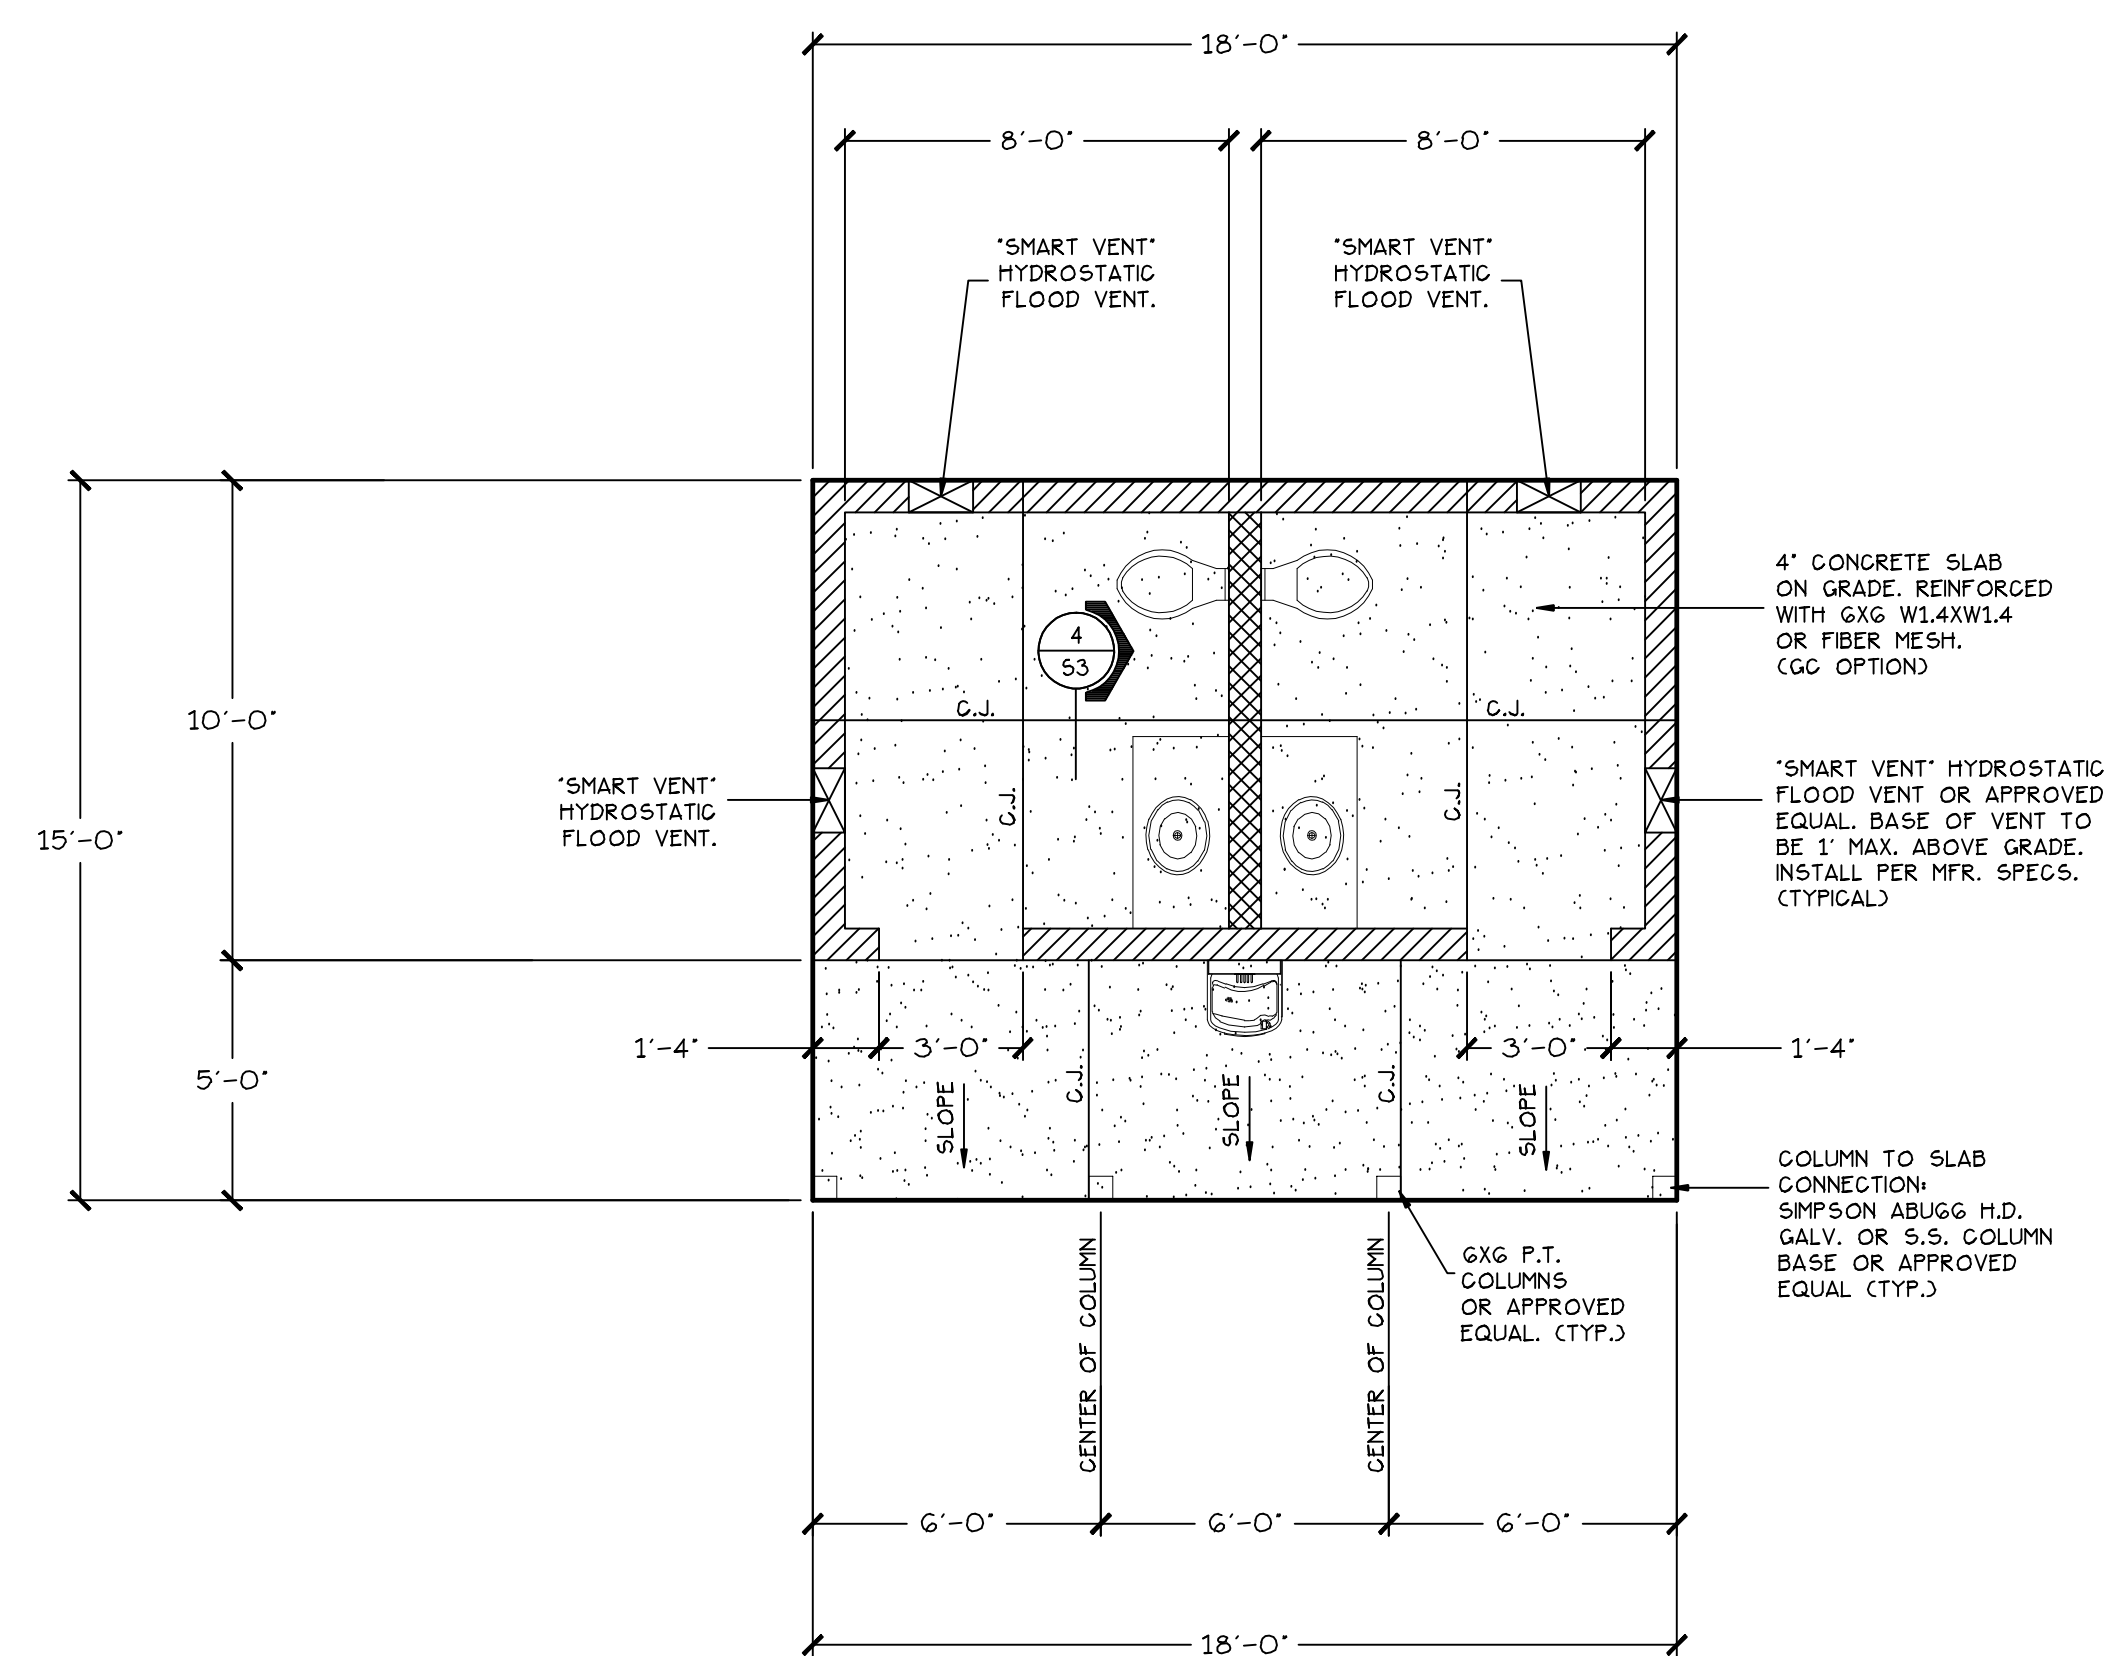 18'-0"
8'-0"
8'-0"
"SMART VENT"
HYDROSTATIC
FLOOD VENT.
"SMART VENT"
HYDROSTATIC
FLOOD VENT.
4" CONCRETE SLAB
ON GRADE. REINFORCED
WITH 6X6 W1.4XW1.4
OR FIBER MESH.
(GC OPTION)
4
S3
C.J.
C.J.
10'-0"
"SMART VENT"
HYDROSTATIC
FLOOD VENT.
C.J.
C.J.
"SMART VENT" HYDROSTATIC
FLOOD VENT OR APPROVED
EQUAL. BASE OF VENT TO
BE 1' MAX. ABOVE GRADE.
INSTALL PER MFR. SPECS.
(TYPICAL)
15'-0"
1'-4"
3'-0"
3'-0"
1'-4"
5'-0"
C.J.
C.J.
SLOPE
SLOPE
SLOPE
COLUMN TO SLAB
CONNECTION:
SIMPSON ABU66 H.D.
GALV. OR S.S. COLUMN
BASE OR APPROVED
EQUAL (TYP.)
6X6 P.T.
COLUMNS
OR APPROVED
EQUAL. (TYP.)
CENTER OF COLUMN
CENTER OF COLUMN
6'-0"
6'-0"
6'-0"
18'-0"